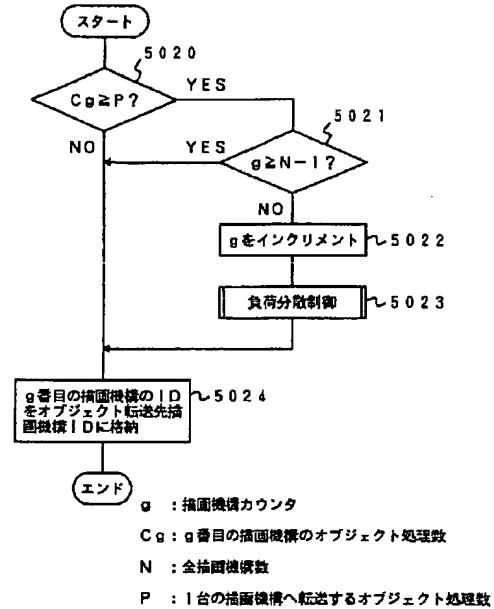 スタート
5020
Cg≧P?
YES
5021
NO
YES
g≧N-1?
NO
gをインクリメント
5022
負荷分散制御
5023
g番目の描画機構のID
をオブジェクト転送先描
画機構IDに格納
5024
エンド
g :描画機構カウンタ
Cg:g番目の描画機構のオブジェクト処理数
N :全描画機構数
P :1台の描画機構へ転送するオブジェクト処理数